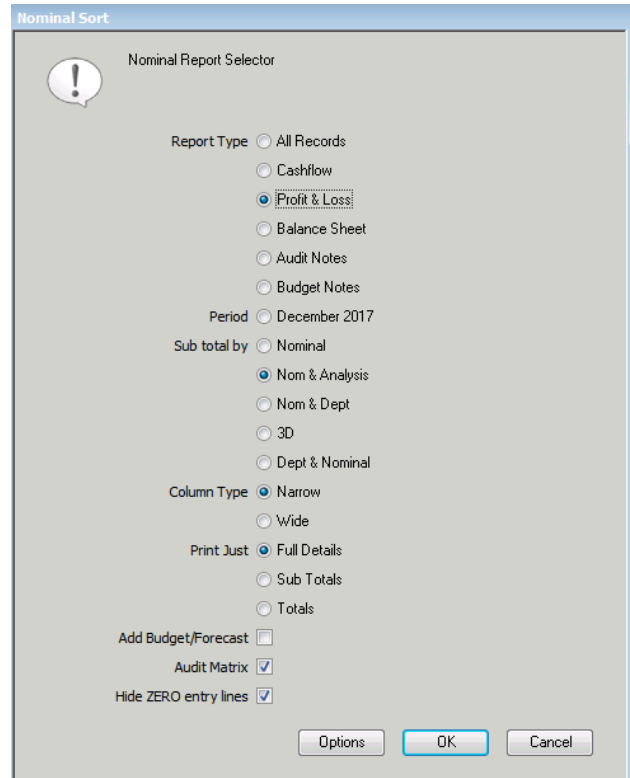 Nominal Sort
Nominal Report Selector
Report Type All Records
Cashflow
Profit & Loss
Balance Sheet
Audit Notes
Budget Notes
Period December 2017
Sub total by Nominal
Nom & Analysis
Nom & Dept
3D
Dept & Nominal
Column Type Narrow
Wide
Print Just Full Details
Sub Totals
Totals
Add Budget/Forecast
Audit Matrix
Hide ZERO entry lines
Options OK Cancel